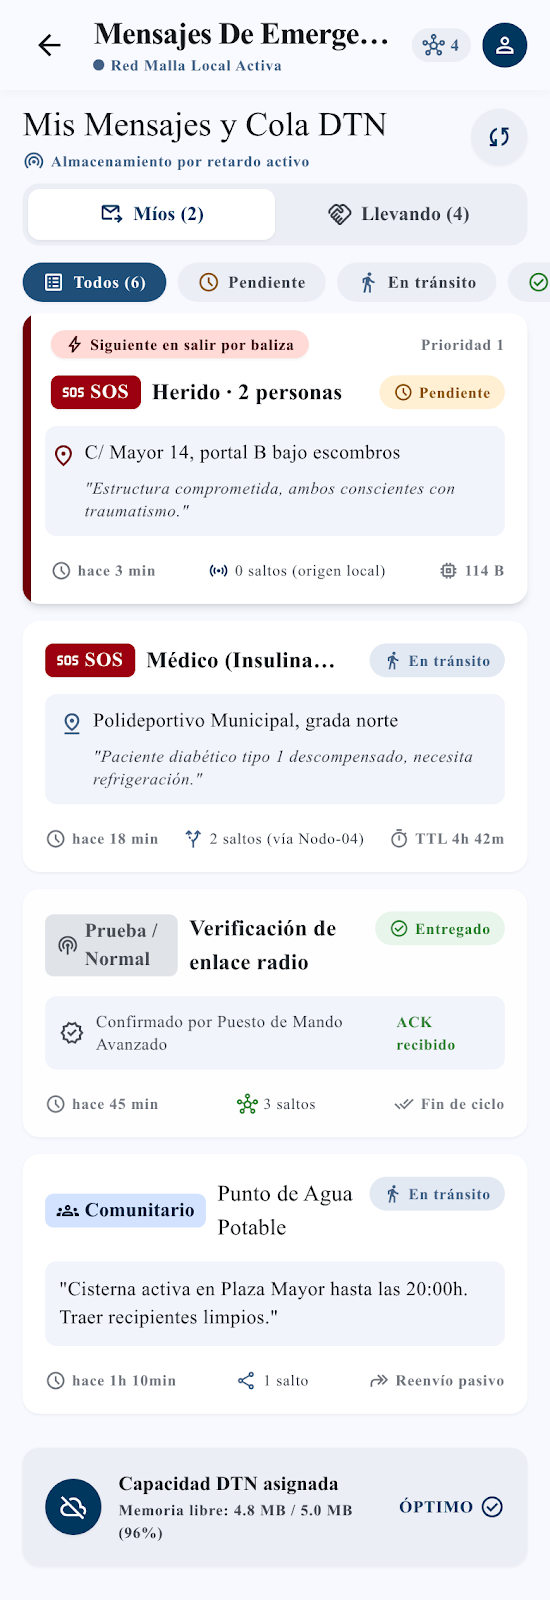 Mensajes De Emerge...
4
Red Malla Local Activa
Mis Mensajes y Cola DTN
Almacenamiento por retardo activo
Míos (2)
Llevando (4)
Todos (6)
Pendiente
En tránsito
Siguiente en salir por baliza
Prioridad 1
SOS SOS
Herido · 2 personas
Pendiente
C/ Mayor 14, portal B bajo escombros
"Estructura comprometida, ambos conscientes con
traumatismo."
hace 3 min
0 saltos (origen local)
114 B
SOS SOS
Médico (Insulina...
En tránsito
Polideportivo Municipal, grada norte
"Paciente diabético tipo 1 descompensado, necesita
refrigeración."
hace 18 min
2 saltos (vía Nodo-04)
TTL 4h 42m
Prueba /
Normal
Verificación de
enlace radio
Entregado
Confirmado por Puesto de Mando
Avanzado
ACK
recibido
hace 45 min
3 saltos
Fin de ciclo
Comunitario
Punto de Agua
Potable
En tránsito
"Cisterna activa en Plaza Mayor hasta las 20:00h.
Traer recipientes limpios."
hace 1h 10min
1 salto
Reenvío pasivo
Capacidad DTN asignada
Memoria libre: 4.8 MB / 5.0 MB
(96%)
ÓPTIMO